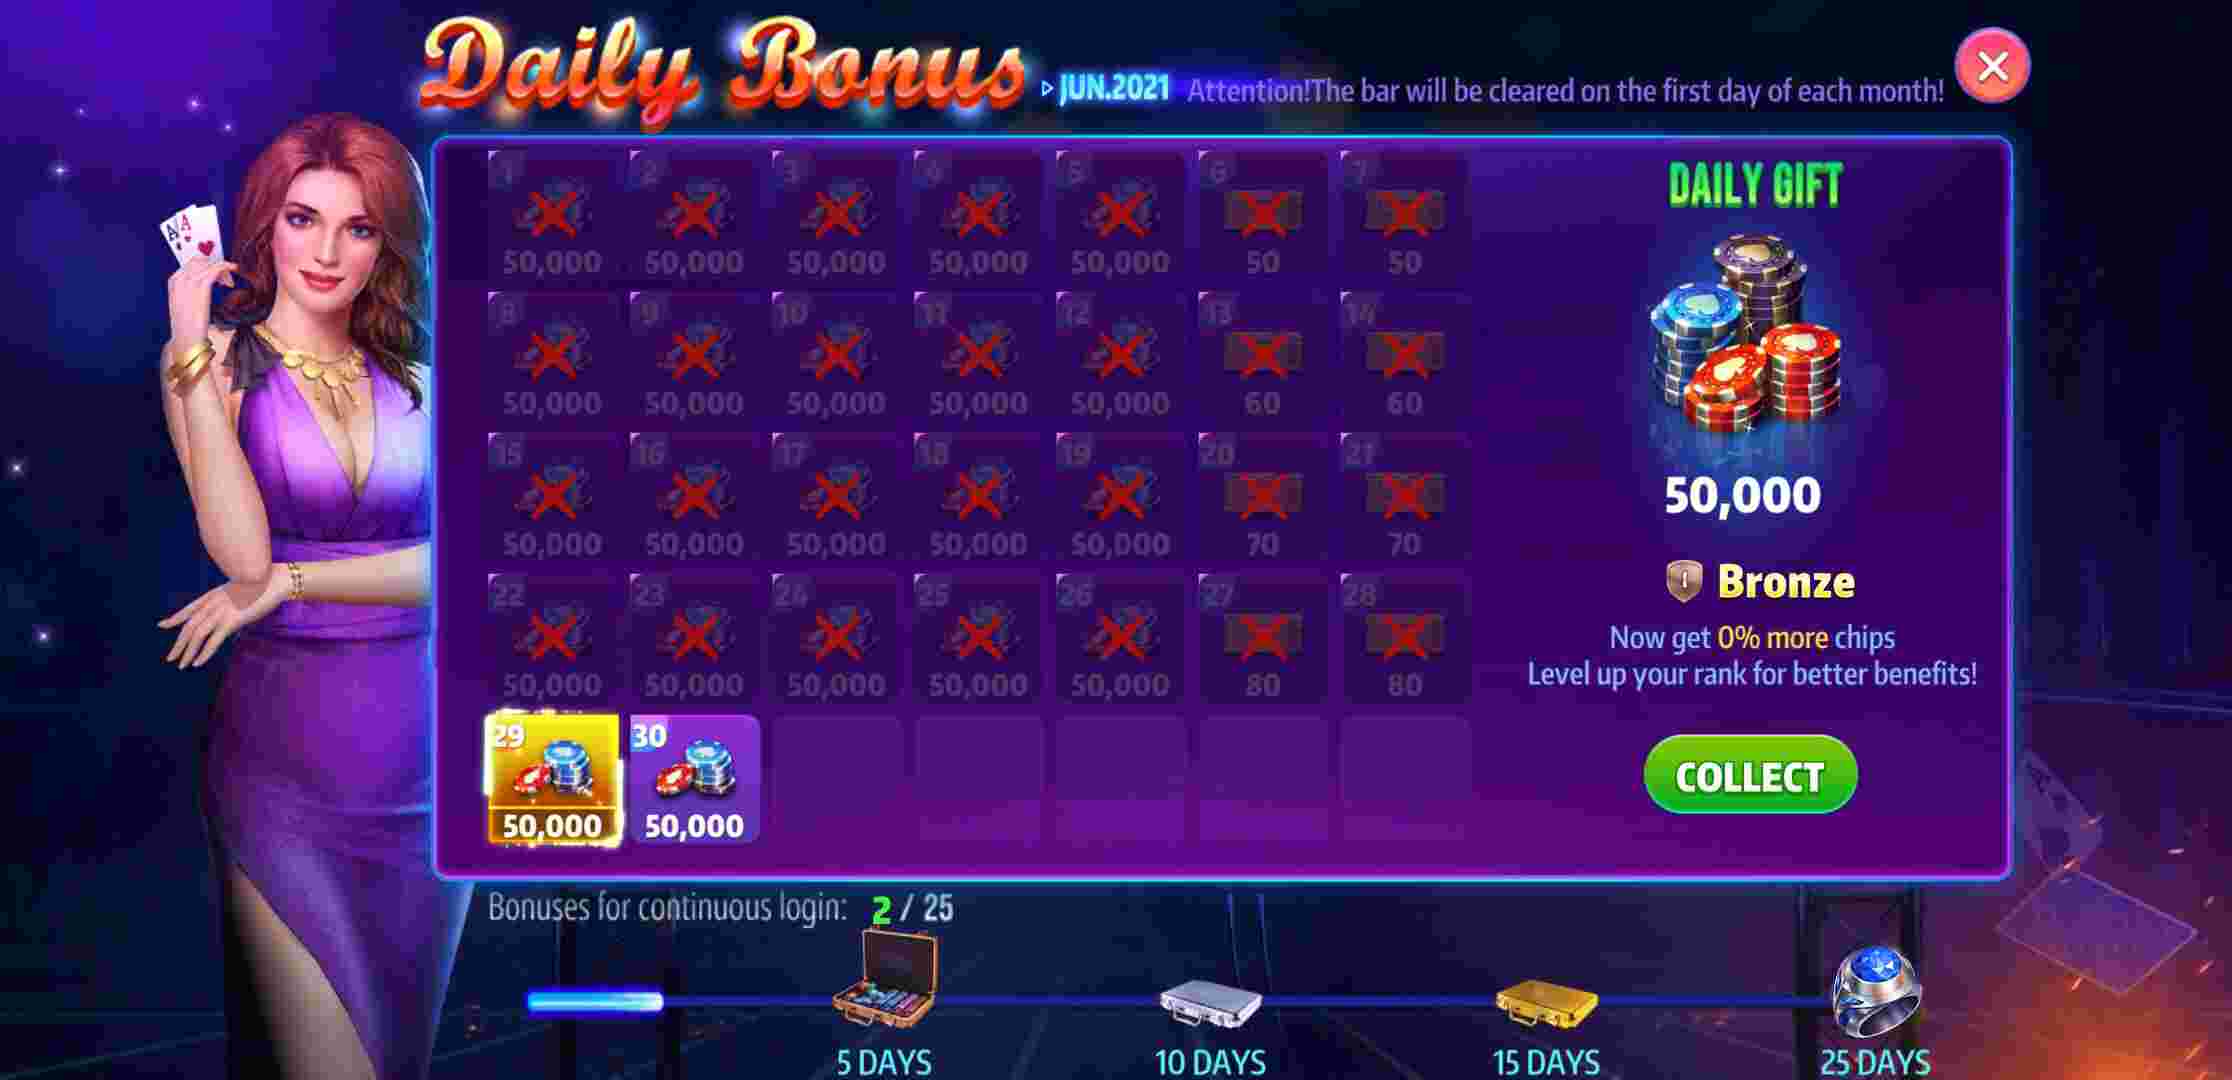 Daily Bonus
JUN.2021
Attention!The bar will be cleared on the first day of each month!
A A
1 2 3 4 5 6 7
50,000 50,000 50,000 50,000 50,000 50 50
8 9 10 11 12 13 14
50,000 50,000 50,000 50,000 50,000 60 60
15 16 17 18 19 20 21
50,000 50,000 50,000 50,000 50,000 70 70
22 23 24 25 26 27 28
50,000 50,000 50,000 50,000 50,000 80 80
29 30
50,000 50,000
DAILY GIFT
50,000
Bronze
Now get 0% more chips
Level up your rank for better benefits!
COLLECT
Bonuses for continuous login: 2 / 25
5 DAYS 10 DAYS 15 DAYS 25 DAYS